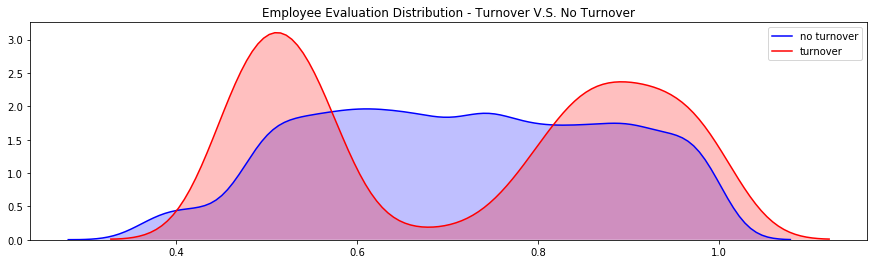 Employee Evaluation Distribution - Turnover V.S. No Turnover
no turnover
turnover
3.0
2.5
2.0
1.5
1.0
0.5
0.0
0.4 0.6 0.8 1.0